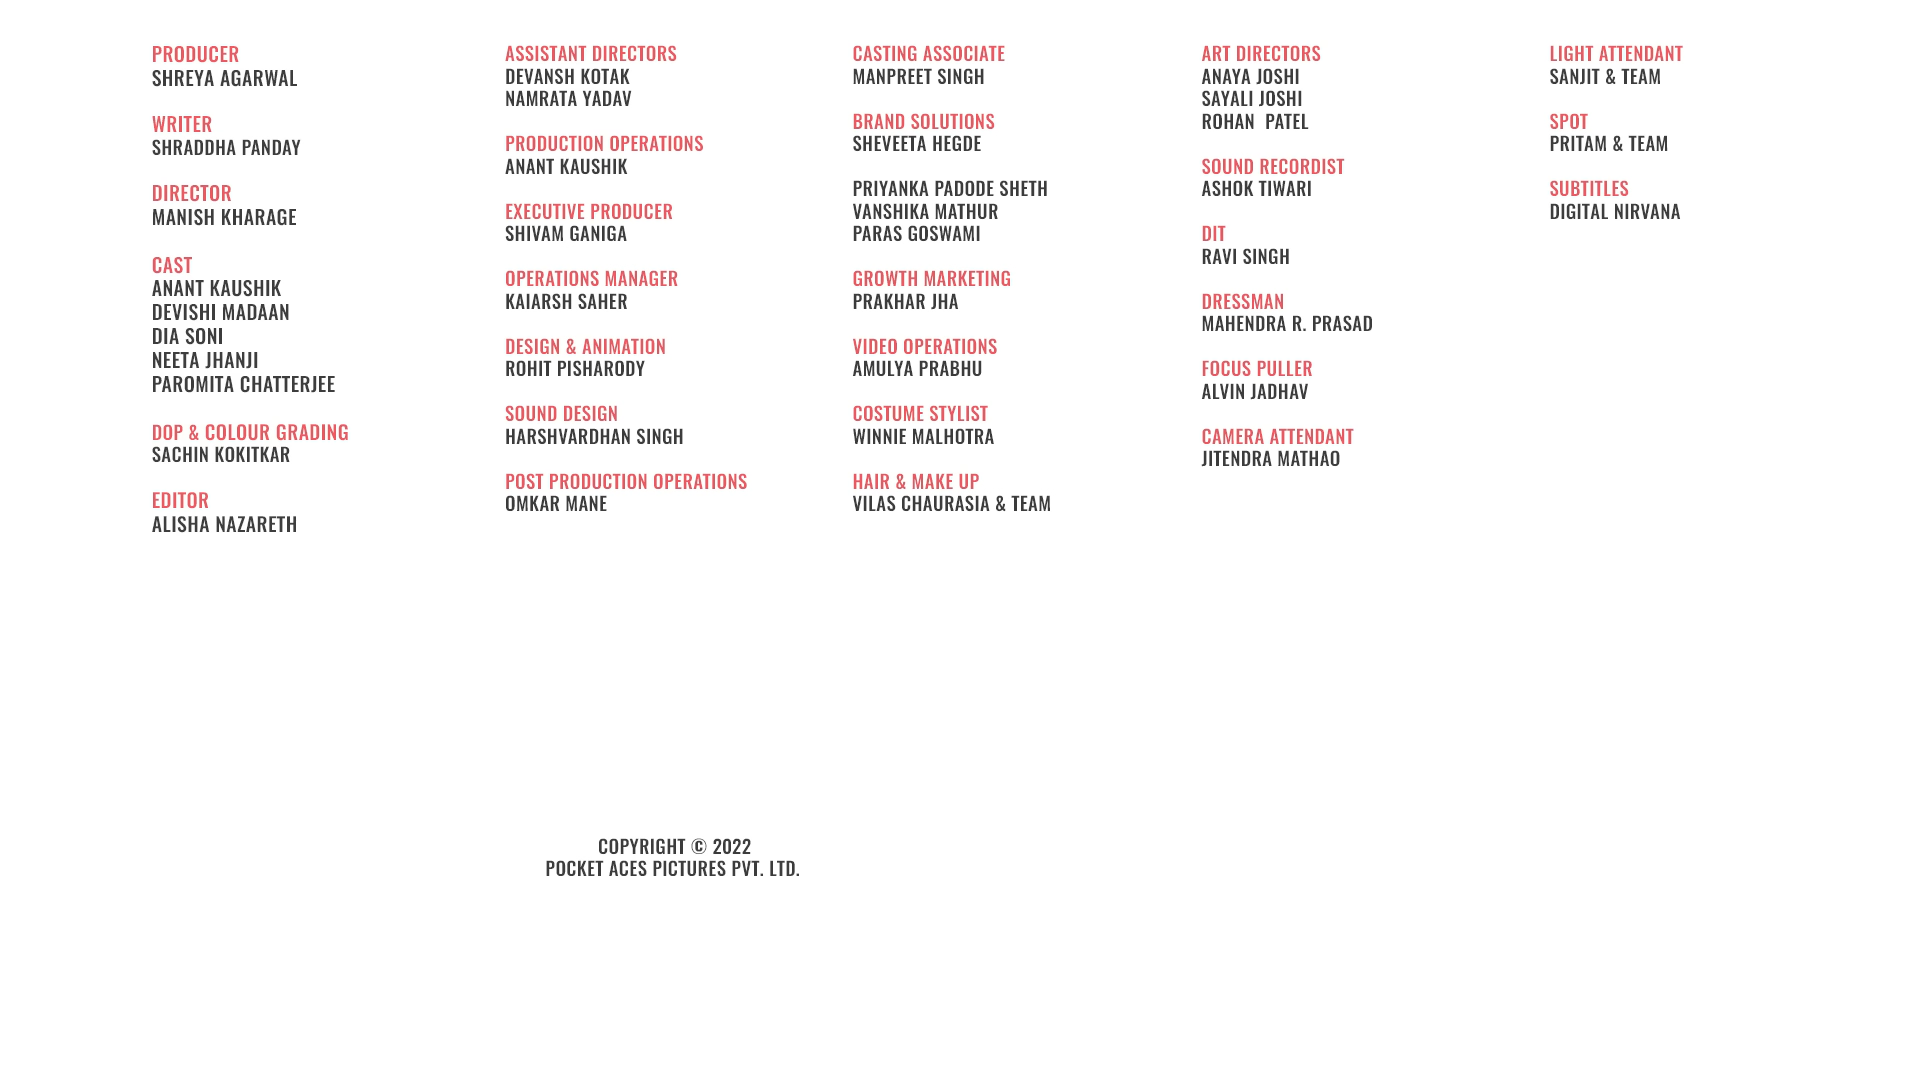 PRODUCER
SHREYA AGARWAL
WRITER
SHRADDHA PANDAY
DIRECTOR
MANISH KHARAGE
CAST
ANANT KAUSHIK
DEVISHI MADAAN
DIA SONI
NEETA JHANJI
PAROMITA CHATTERJEE
DOP & COLOUR GRADING
SACHIN KOKITKAR
EDITOR
ALISHA NAZARETH
ASSISTANT DIRECTORS
DEVANSH KOTAK
NAMRATA YADAV
PRODUCTION OPERATIONS
ANANT KAUSHIK
EXECUTIVE PRODUCER
SHIVAM GANIGA
OPERATIONS MANAGER
KAIARSH SAHER
DESIGN & ANIMATION
ROHIT PISHARODY
SOUND DESIGN
HARSHVARDHAN SINGH
POST PRODUCTION OPERATIONS
OMKAR MANE
CASTING ASSOCIATE
MANPREET SINGH
BRAND SOLUTIONS
SHEVEETA HEGDE
PRIYANKA PADODE SHETH
VANSHIKA MATHUR
PARAS GOSWAMI
GROWTH MARKETING
PRAKHAR JHA
VIDEO OPERATIONS
AMULYA PRABHU
COSTUME STYLIST
WINNIE MALHOTRA
HAIR & MAKE UP
VILAS CHAURASIA & TEAM
ART DIRECTORS
ANAYA JOSHI
SAYALI JOSHI
ROHAN  PATEL
SOUND RECORDIST
ASHOK TIWARI
DIT
RAVI SINGH
DRESSMAN
MAHENDRA R. PRASAD
FOCUS PULLER
ALVIN JADHAV
CAMERA ATTENDANT
JITENDRA MATHAO
LIGHT ATTENDANT
SANJIT & TEAM
SPOT
PRITAM & TEAM
SUBTITLES
DIGITAL NIRVANA
COPYRIGHT © 2022
POCKET ACES PICTURES PVT. LTD.